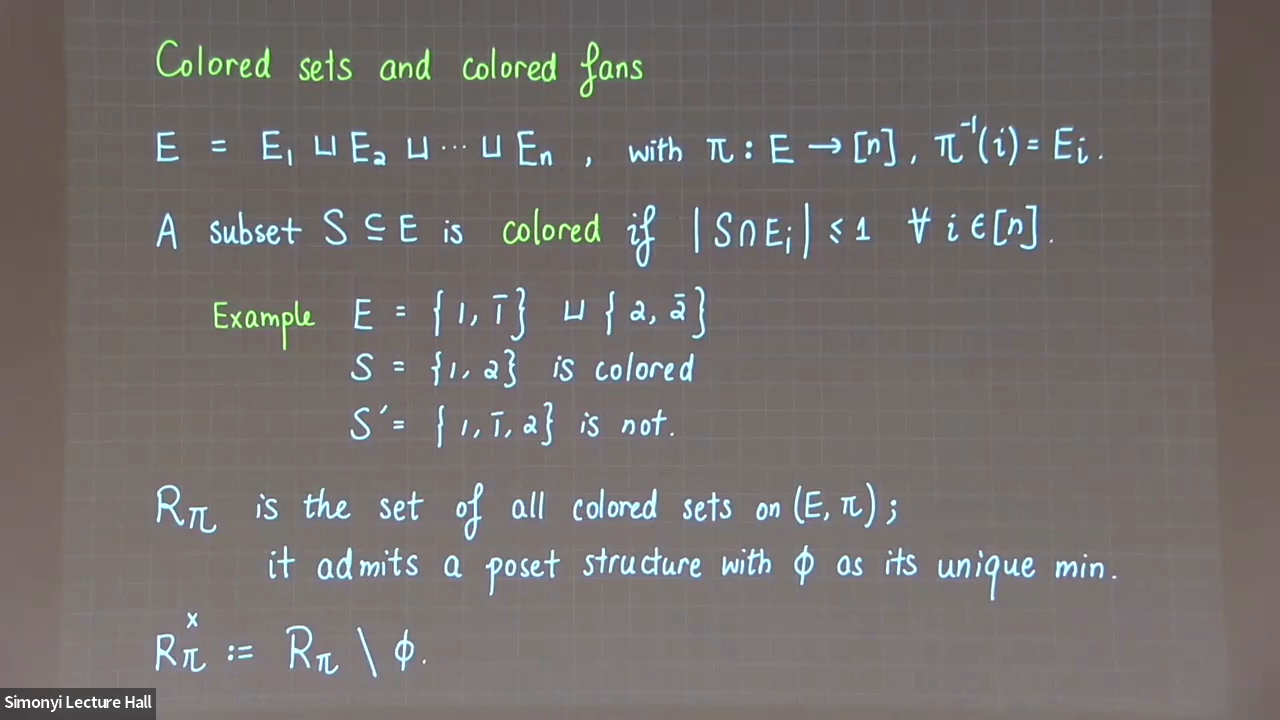 Colored sets and colored fans
E = E₁ ⊔ E₂ ⊔ ⋯ ⊔ Eₙ , with π : E → [n] , π⁻¹(i) = Eᵢ .
A subset S ⊆ E is colored if |S ∩ Eᵢ| ≤ 1 ∀ i ∈ [n] .
Example E = {1, 1̄} ⊔ {2, 2̄}
S = {1, 2} is colored
S′ = {1, 1̄, 2} is not.
R_π is the set of all colored sets on (E, π) ;
it admits a poset structure with ϕ as its unique min.
R_π^× := R_π \ ϕ .
Simonyi Lecture Hall